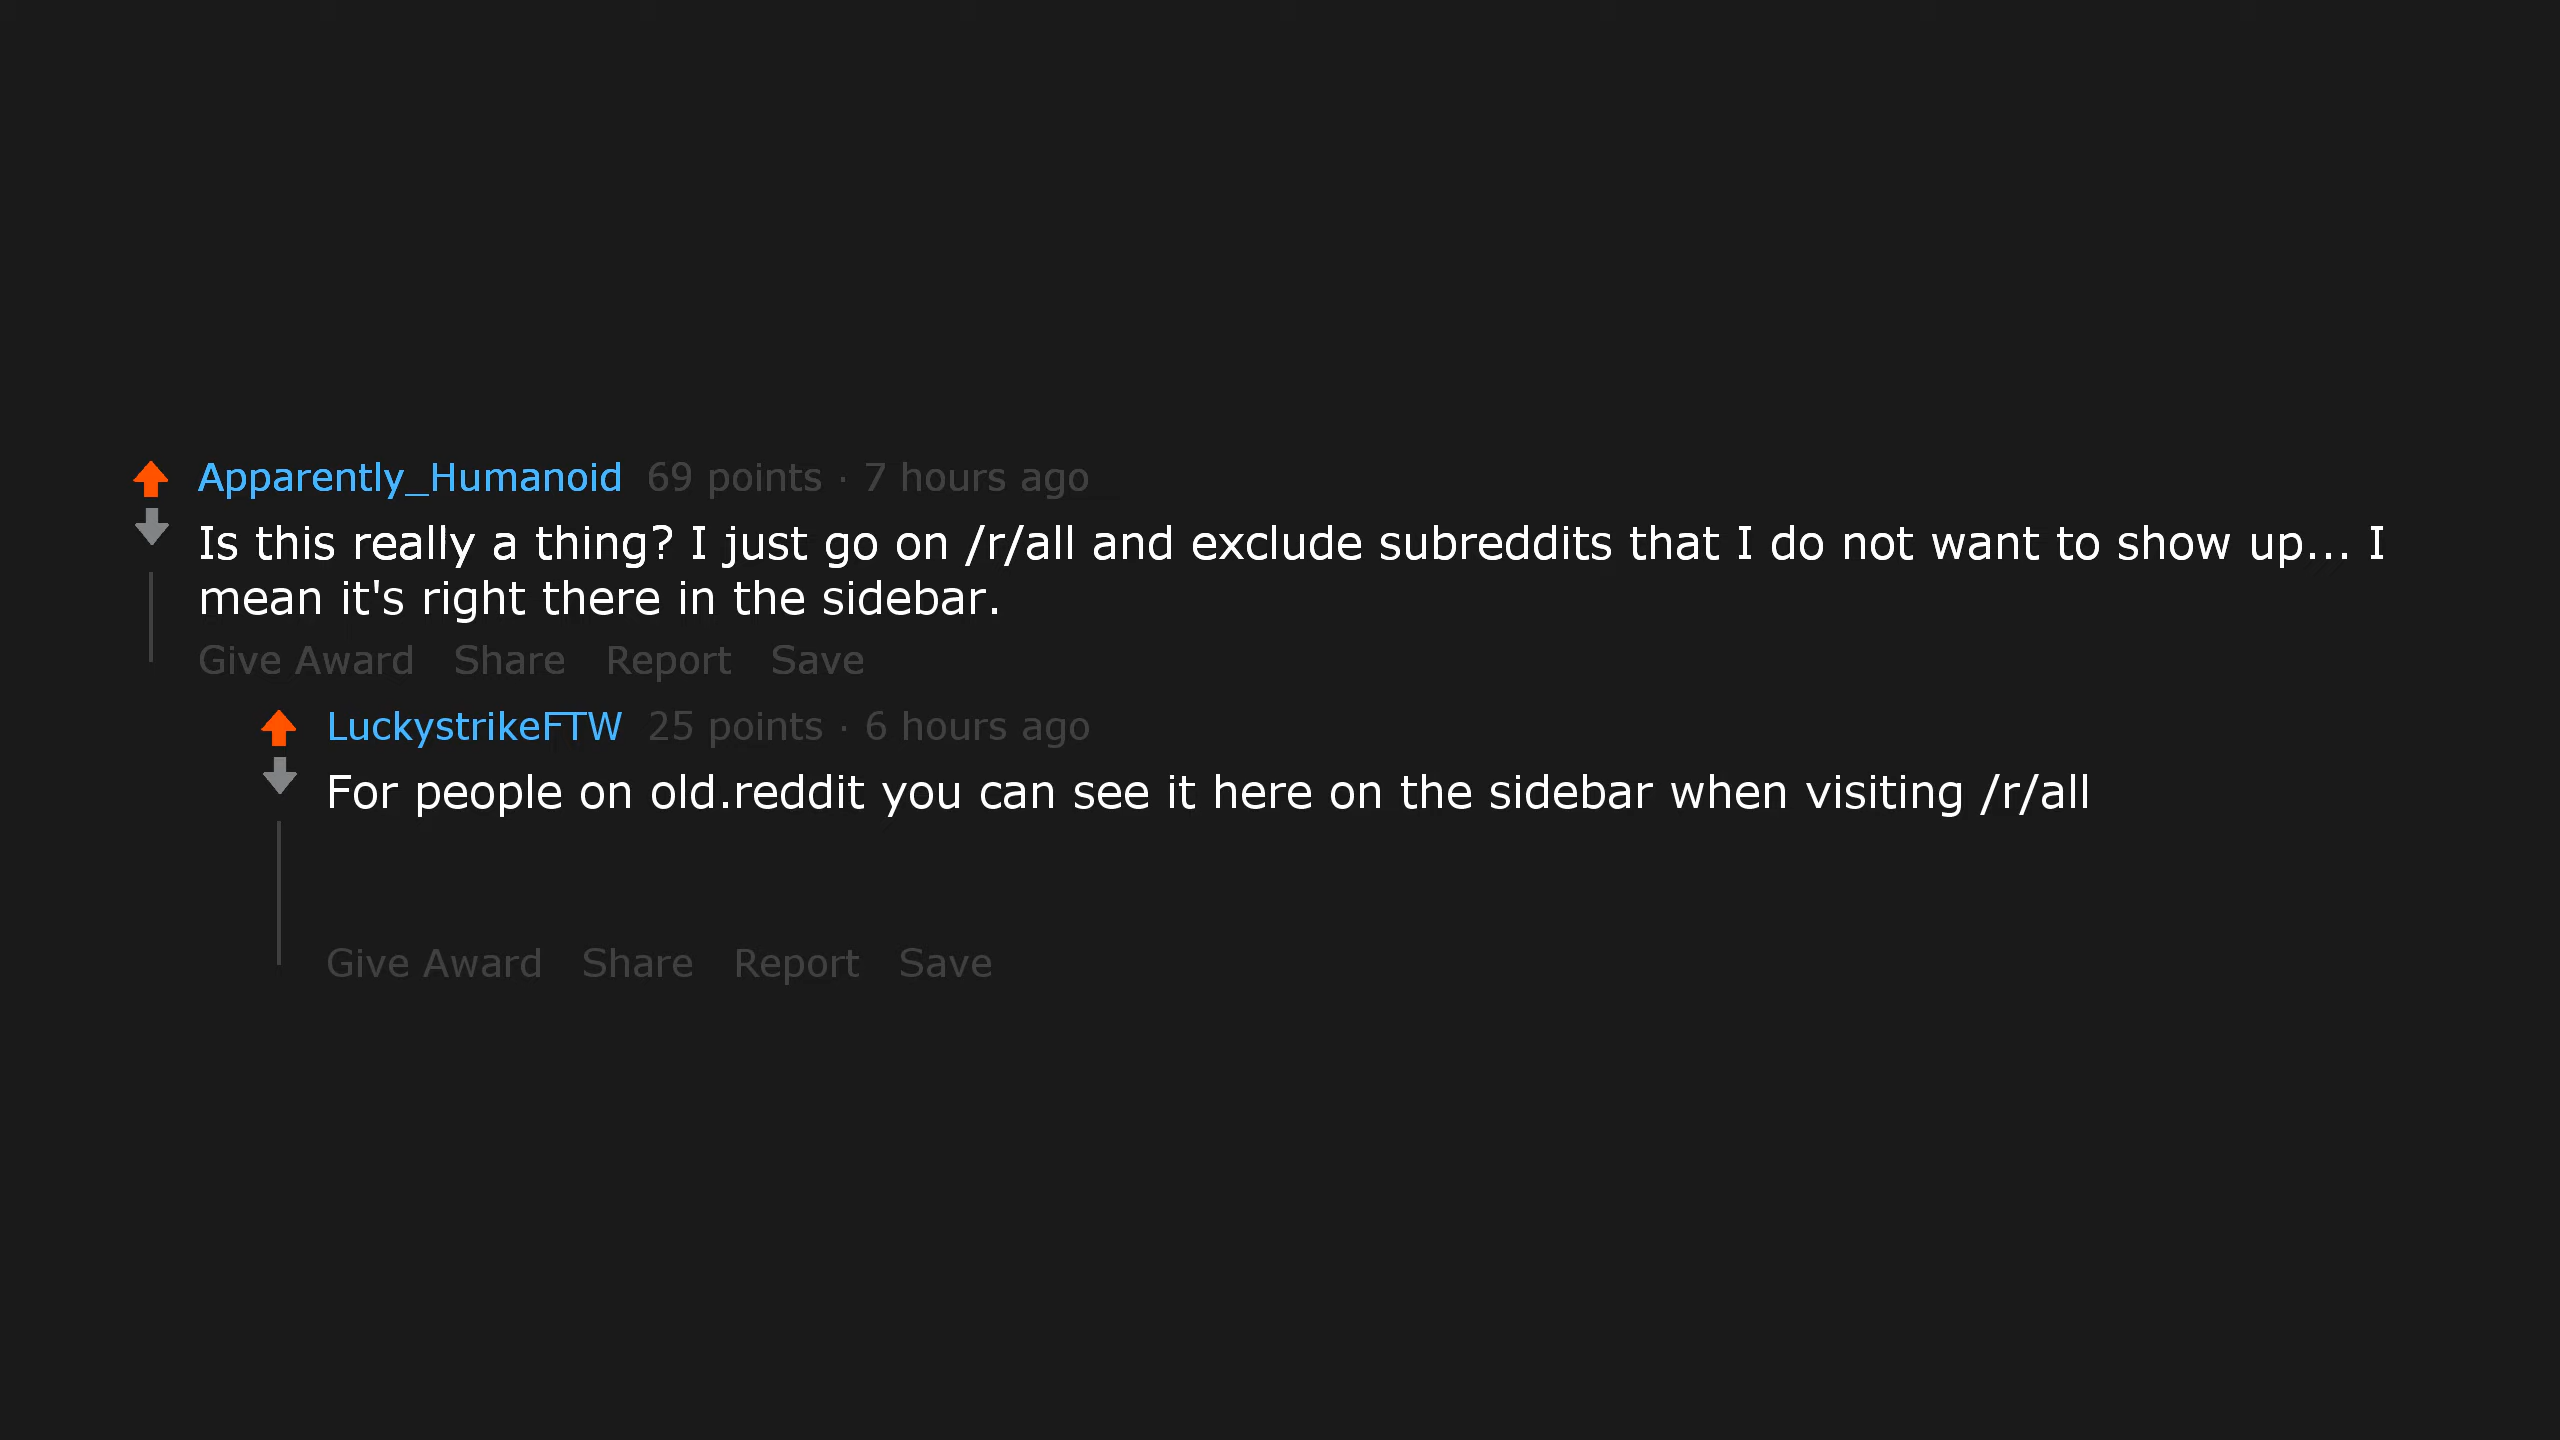 Apparently_Humanoid 69 points · 7 hours ago
Is this really a thing? I just go on /r/all and exclude subreddits that I do not want to show up... I
mean it's right there in the sidebar.
Give Award Share Report Save
LuckystrikeFTW 25 points · 6 hours ago
For people on old.reddit you can see it here on the sidebar when visiting /r/all
Give Award Share Report Save